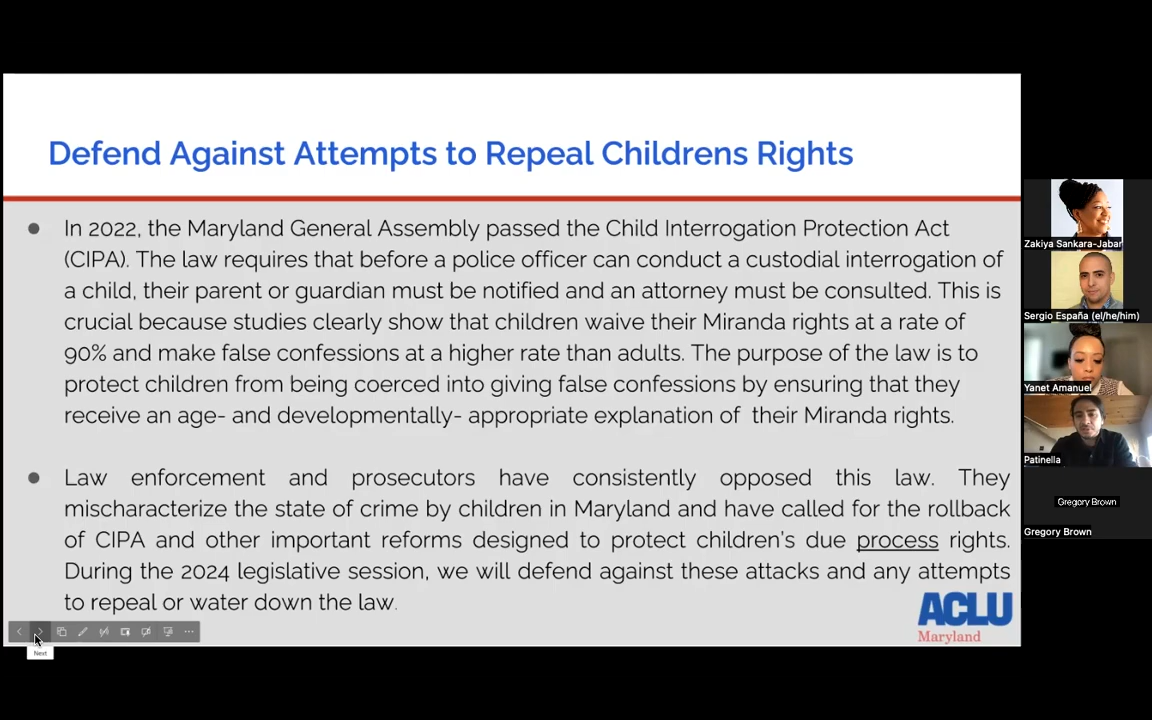 Defend Against Attempts to Repeal Childrens Rights
● In 2022, the Maryland General Assembly passed the Child Interrogation Protection Act
(CIPA). The law requires that before a police officer can conduct a custodial interrogation of
a child, their parent or guardian must be notified and an attorney must be consulted. This is
crucial because studies clearly show that children waive their Miranda rights at a rate of
90% and make false confessions at a higher rate than adults. The purpose of the law is to
protect children from being coerced into giving false confessions by ensuring that they
receive an age- and developmentally- appropriate explanation of their Miranda rights.
● Law enforcement and prosecutors have consistently opposed this law. They
mischaracterize the state of crime by children in Maryland and have called for the rollback
of CIPA and other important reforms designed to protect children's due process rights.
During the 2024 legislative session, we will defend against these attacks and any attempts
to repeal or water down the law.
ACLU
Maryland
Next
Zakiya Sankara-Jabar
Sergio España (el/he/him)
Yanet Amanuel
Patinella
Gregory Brown
Gregory Brown